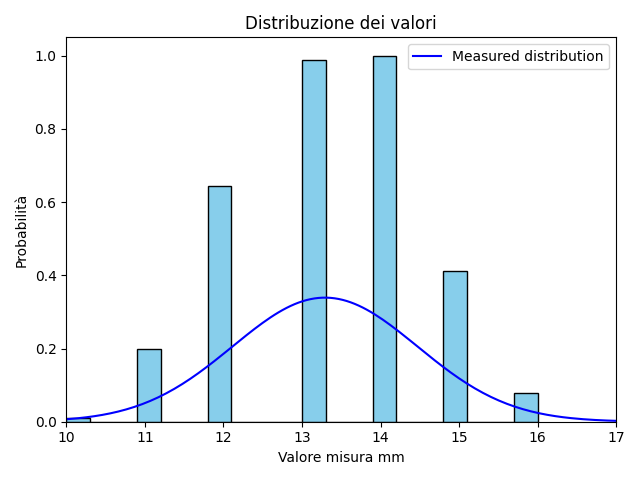 Distribuzione dei valori
Measured distribution
1.0
0.8
0.6
0.4
0.2
0.0
Probabilità
10 11 12 13 14 15 16 17
Valore misura mm